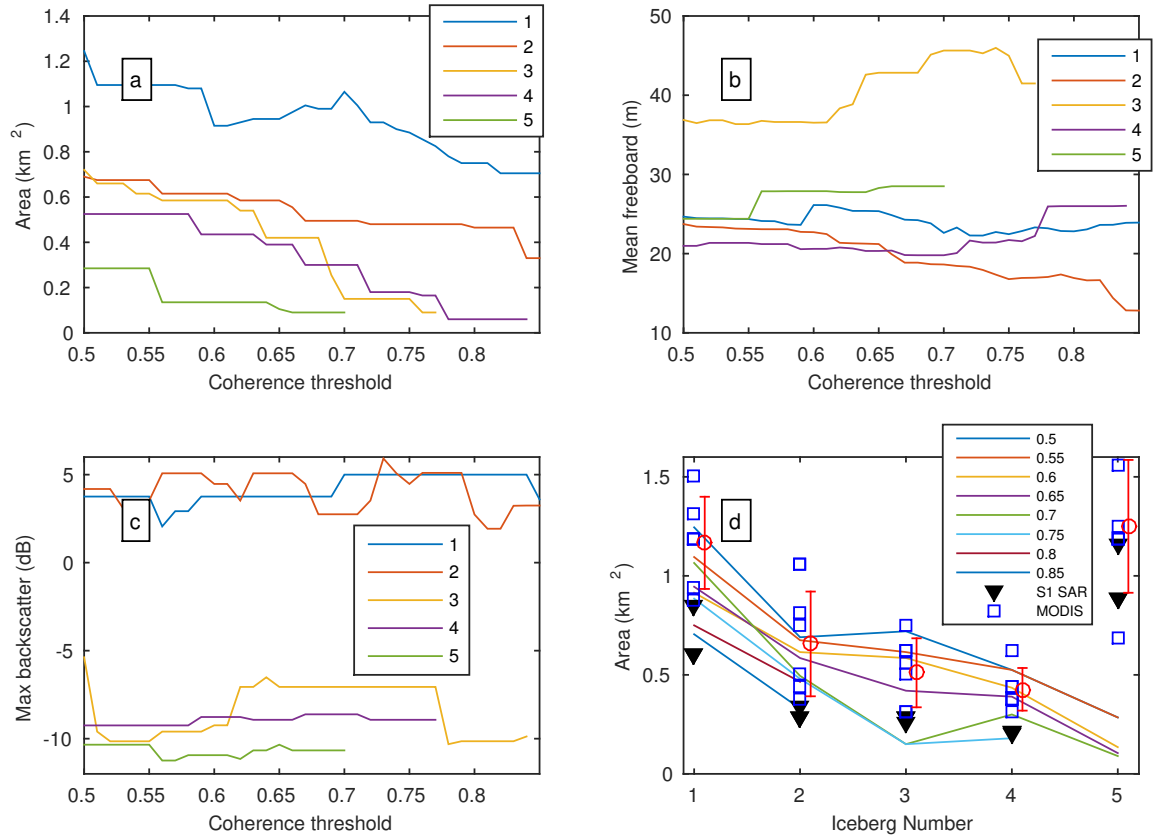 1.4
1.2
1
0.8
0.6
0.4
0.2
0
Area (km 2)
a
1
2
3
4
5
0.5 0.55 0.6 0.65 0.7 0.75 0.8
Coherence threshold
50
40
30
20
10
Mean freeboard (m)
b
1
2
3
4
5
0.5 0.55 0.6 0.65 0.7 0.75 0.8
Coherence threshold
5
0
-5
-10
Max backscatter (dB)
c
1
2
3
4
5
0.5 0.55 0.6 0.65 0.7 0.75 0.8
Coherence threshold
1.5
1
0.5
0
Area (km 2)
d
0.5
0.55
0.6
0.65
0.7
0.75
0.8
0.85
S1 SAR
MODIS
1 2 3 4 5
Iceberg Number